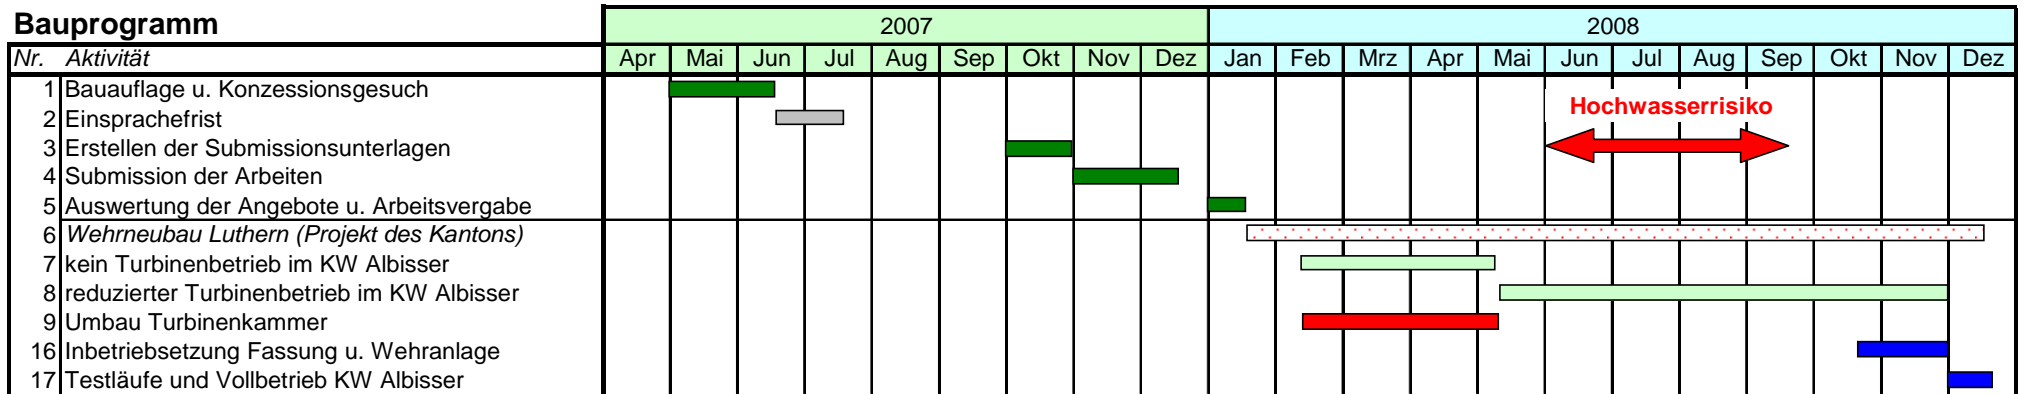 Bauprogramm 2007 2008
Nr. Aktivität Apr Mai Jun Jul Aug Sep Okt Nov Dez Jan Feb Mrz Apr Mai Jun Jul Aug Sep Okt Nov Dez
1 Bauauflage u. Konzessionsgesuch
Hochwasserrisiko
2 Einsprachefrist
3 Erstellen der Submissionsunterlagen
4 Submission der Arbeiten
5 Auswertung der Angebote u. Arbeitsvergabe
6 Wehrneubau Luthern (Projekt des Kantons)
7 kein Turbinenbetrieb im KW Albisser
8 reduzierter Turbinenbetrieb im KW Albisser
9 Umbau Turbinenkammer
16 Inbetriebsetzung Fassung u. Wehranlage
17 Testläufe und Vollbetrieb KW Albisser